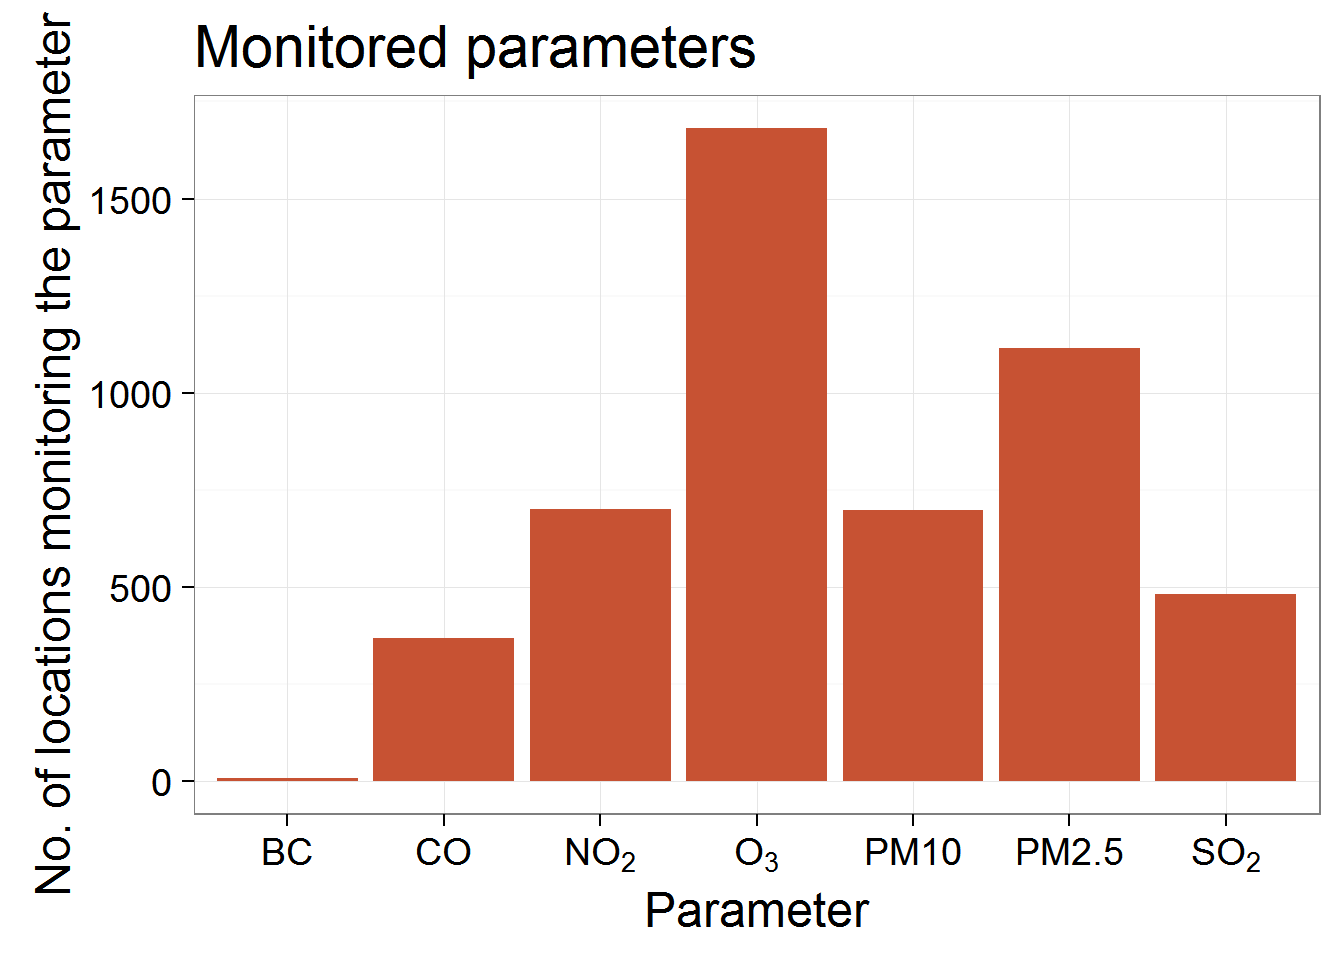 Monitored parameters
No. of locations monitoring the parameter
1500
1000
500
0
BC CO NO₂ O₃ PM10 PM2.5 SO₂
Parameter